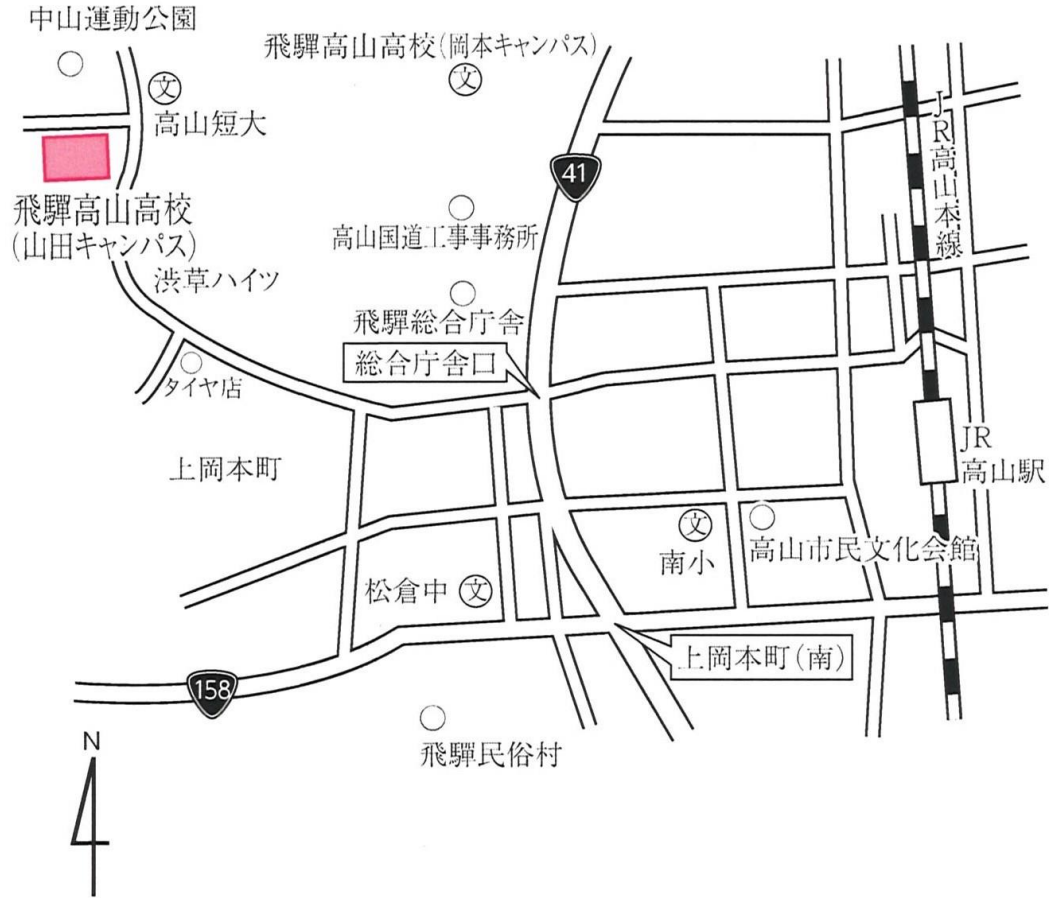 中山運動公園
飛驒高山高校(岡本キャンパス)
文
文
高山短大
41
JR高山本線
飛驒高山高校
(山田キャンパス)
高山国道工事事務所
渋草ハイツ
飛驒総合庁舎
総合庁舎口
タイヤ店
JR
高山駅
上岡本町
文
南小
高山市民文化会館
松倉中
文
上岡本町(南)
158
飛驒民俗村
N